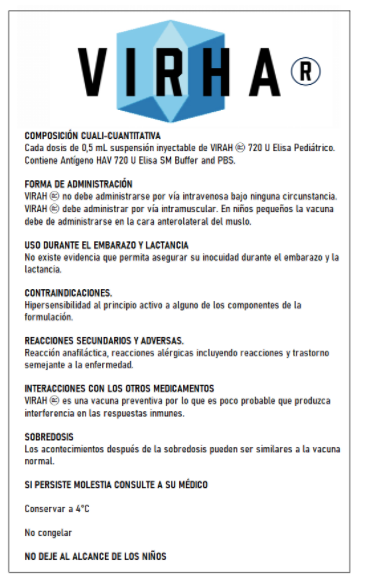 VIRHA®
COMPOSICIÓN CUALI-CUANTITATIVA
Cada dosis de 0,5 mL suspensión injectable de VIRAH ® 720 U Elisa Pediátrico.
Contiene Antígeno HAV 720 U Elisa SM Buffer and PBS.
FORMA DE ADMINISTRACIÓN
VIRAH ® no debe administrarse por vía intravenosa bajo ninguna circunstancia.
VIRAH ® debe administrar por vía intramuscular. En niños pequeños la vacuna
debe de administrarse en la cara anterolateral del muslo.
USO DURANTE EL EMBARAZO Y LACTANCIA
No existe evidencia que permita asegurar su inocuidad durante el embarazo y la
lactancia.
CONTRAINDICACIONES.
Hipersensibilidad al principio activo a alguno de los componentes de la
formulación.
REACCIONES SECUNDARIOS Y ADVERSAS.
Reacción anafiláctica, reacciones alérgicas incluyendo reacciones y trastorno
semejante a la enfermedad.
INTERACCIONES CON LOS OTROS MEDICAMENTOS
VIRAH ® es una vacuna preventiva por lo que es poco probable que produzca
interferencia en las respuestas inmunes.
SOBREDOSIS
Los acontecimientos después de la sobredosis pueden ser similares a la vacuna
normal.
SI PERSISTE MOLESTIA CONSULTE A SU MÉDICO
Conservar a 4°C
No congelar
NO DEJE AL ALCANCE DE LOS NIÑOS